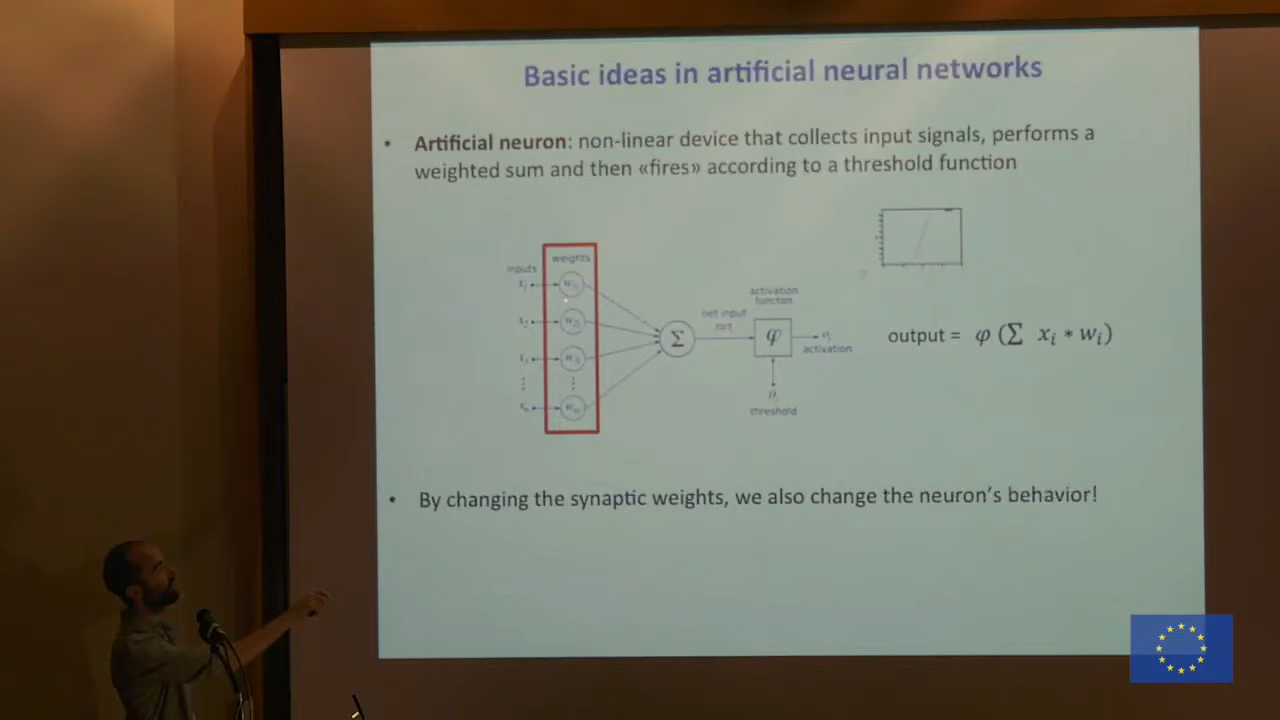 Basic ideas in artificial neural networks
• Artificial neuron: non-linear device that collects input signals, performs a
weighted sum and then «fires» according to a threshold function
weights
inputs
activation
functon
net input
net
Σ
φ
activation
threshold
output = φ (∑ xᵢ * wᵢ)
• By changing the synaptic weights, we also change the neuron's behavior!